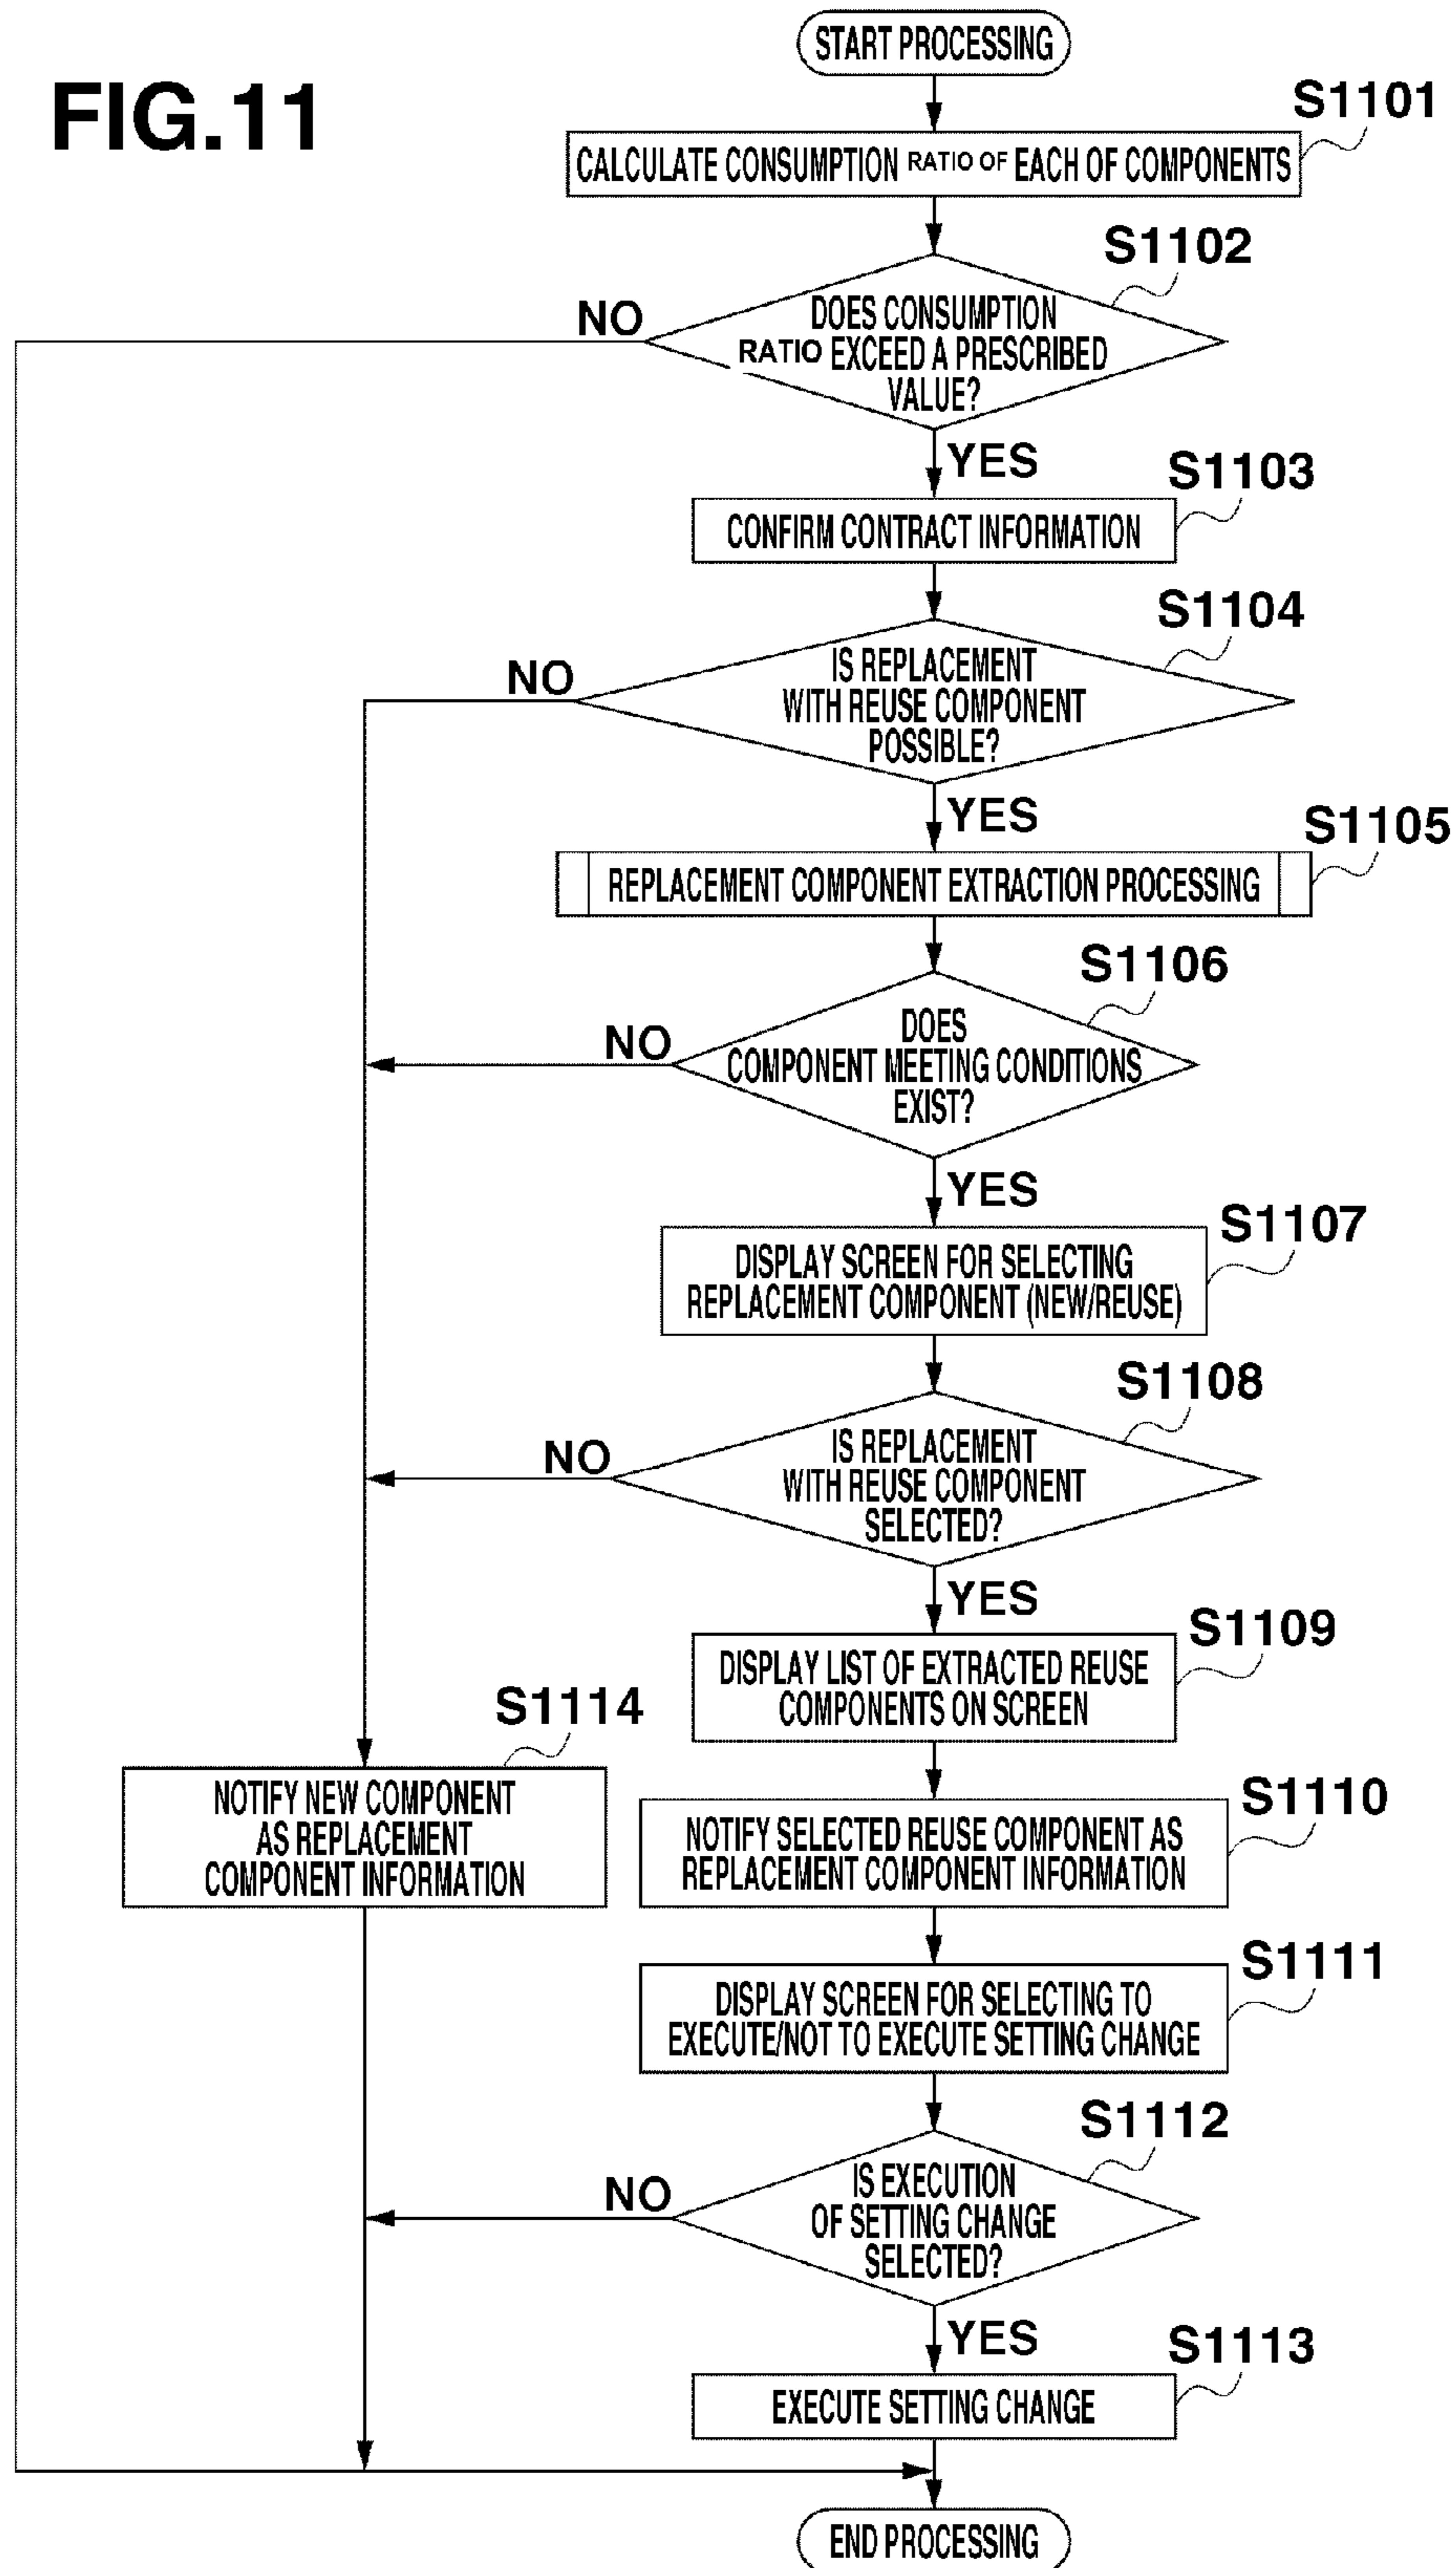 FIG.11
START PROCESSING
S1101
CALCULATE CONSUMPTION RATIO OF EACH OF COMPONENTS
S1102
DOES CONSUMPTION
RATIO EXCEED A PRESCRIBED
VALUE?
NO
YES
S1103
CONFIRM CONTRACT INFORMATION
S1104
IS REPLACEMENT
WITH REUSE COMPONENT
POSSIBLE?
NO
YES
S1105
REPLACEMENT COMPONENT EXTRACTION PROCESSING
S1106
DOES
COMPONENT MEETING CONDITIONS
EXIST?
NO
YES
S1107
DISPLAY SCREEN FOR SELECTING
REPLACEMENT COMPONENT (NEW/REUSE)
S1108
IS REPLACEMENT
WITH REUSE COMPONENT
SELECTED?
NO
YES
S1109
DISPLAY LIST OF EXTRACTED REUSE
COMPONENTS ON SCREEN
S1114
NOTIFY NEW COMPONENT
AS REPLACEMENT
COMPONENT INFORMATION
S1110
NOTIFY SELECTED REUSE COMPONENT AS
REPLACEMENT COMPONENT INFORMATION
S1111
DISPLAY SCREEN FOR SELECTING TO
EXECUTE/NOT TO EXECUTE SETTING CHANGE
S1112
IS EXECUTION
OF SETTING CHANGE
SELECTED?
NO
YES
S1113
EXECUTE SETTING CHANGE
END PROCESSING